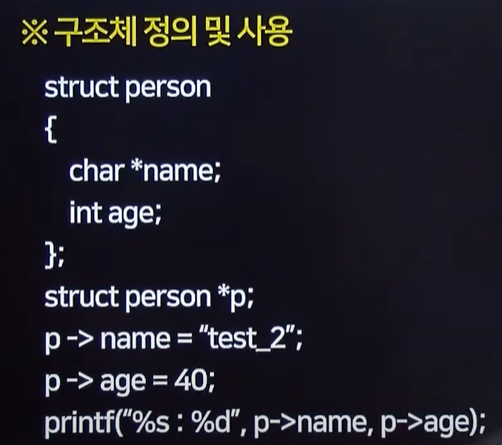 ※ 구조체 정의 및 사용
struct person
{
char *name;
int age;
};
struct person *p;
p -> name = “test_2”;
p -> age = 40;
printf(“%s : %d”, p->name, p->age);